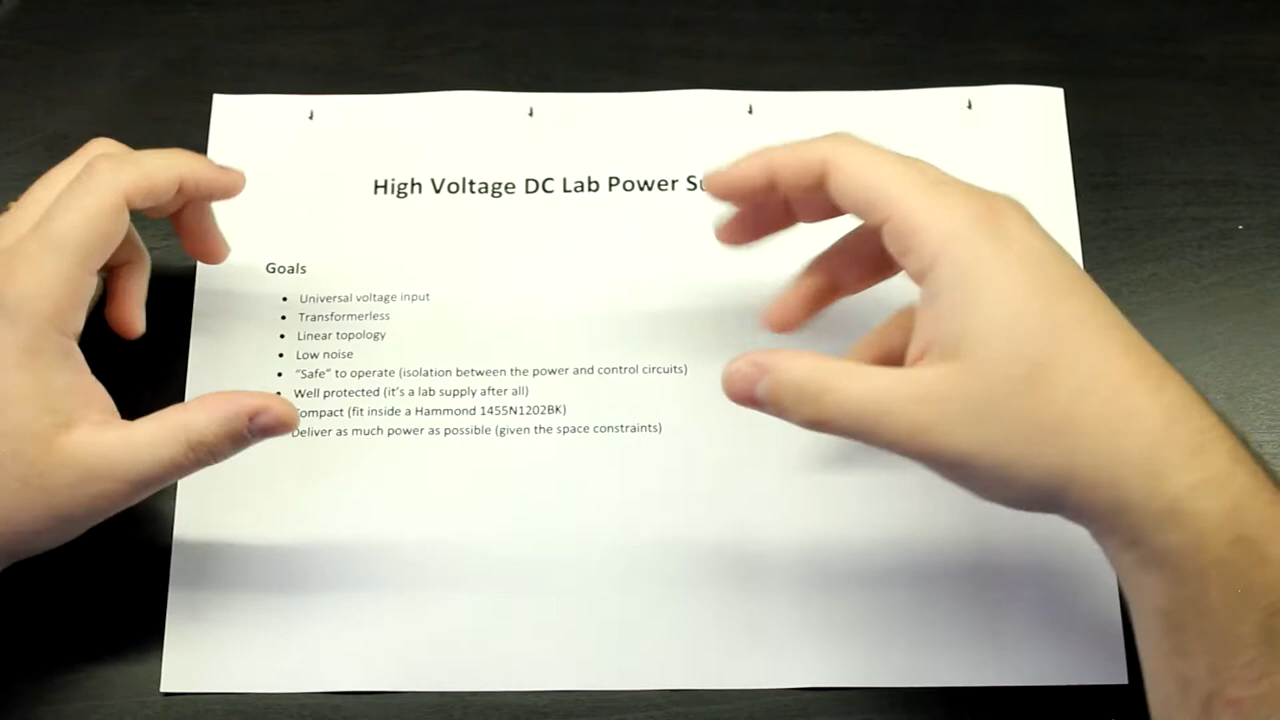 High Voltage DC Lab Power
Goals
• Universal voltage input
• Transformerless
• Linear topology
• Low noise
• “Safe” to operate (isolation between the power and control circuits)
• Well protected (it’s a lab supply after all)
Compact (fit inside a Hammond 1455N1202BK)
Deliver as much power as possible (given the space constraints)